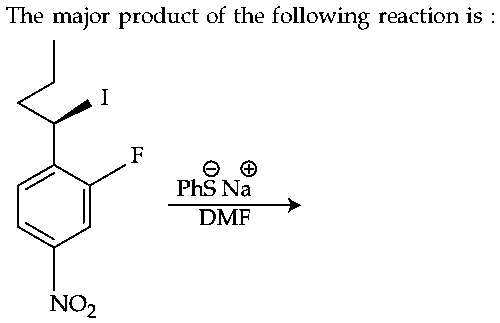 The major product of the following reaction is :
I
F
PhS⊖ Na⊕
DMF
NO₂